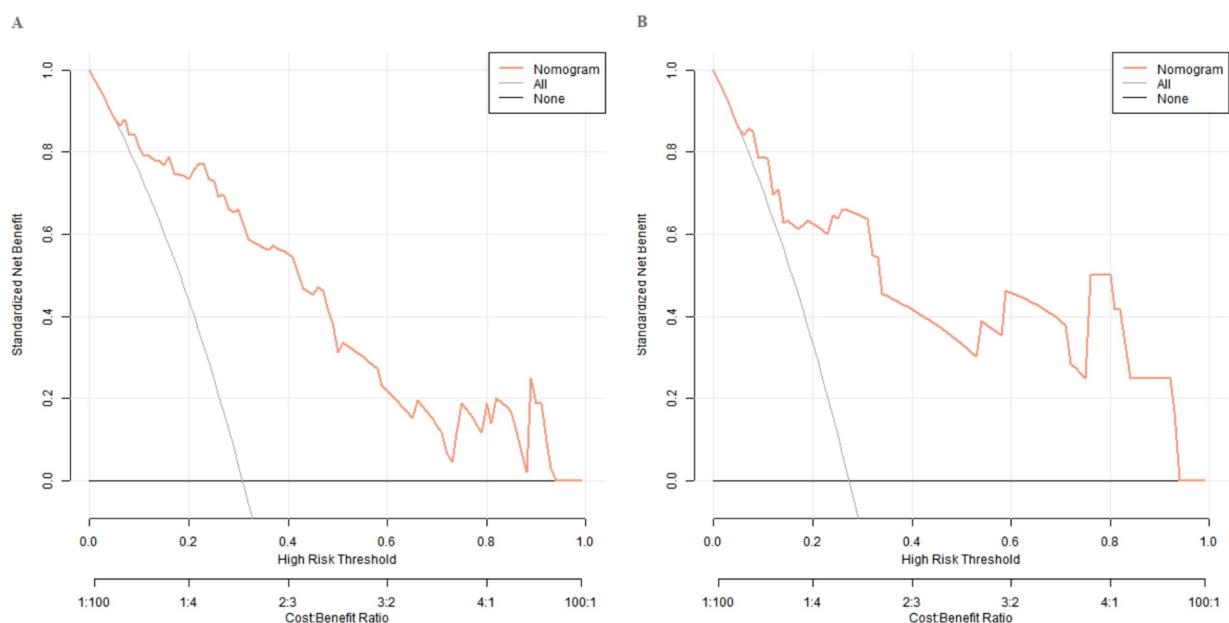 A
Nomogram
All
None
Standardized Net Benefit
1.0
0.8
0.6
0.4
0.2
0.0
0.0 0.2 0.4 0.6 0.8 1.0
High Risk Threshold
1:100 1:4 2:3 3:2 4:1 100:1
Cost:Benefit Ratio
B
Nomogram
All
None
Standardized Net Benefit
1.0
0.8
0.6
0.4
0.2
0.0
0.0 0.2 0.4 0.6 0.8 1.0
High Risk Threshold
1:100 1:4 2:3 3:2 4:1 100:1
Cost:Benefit Ratio